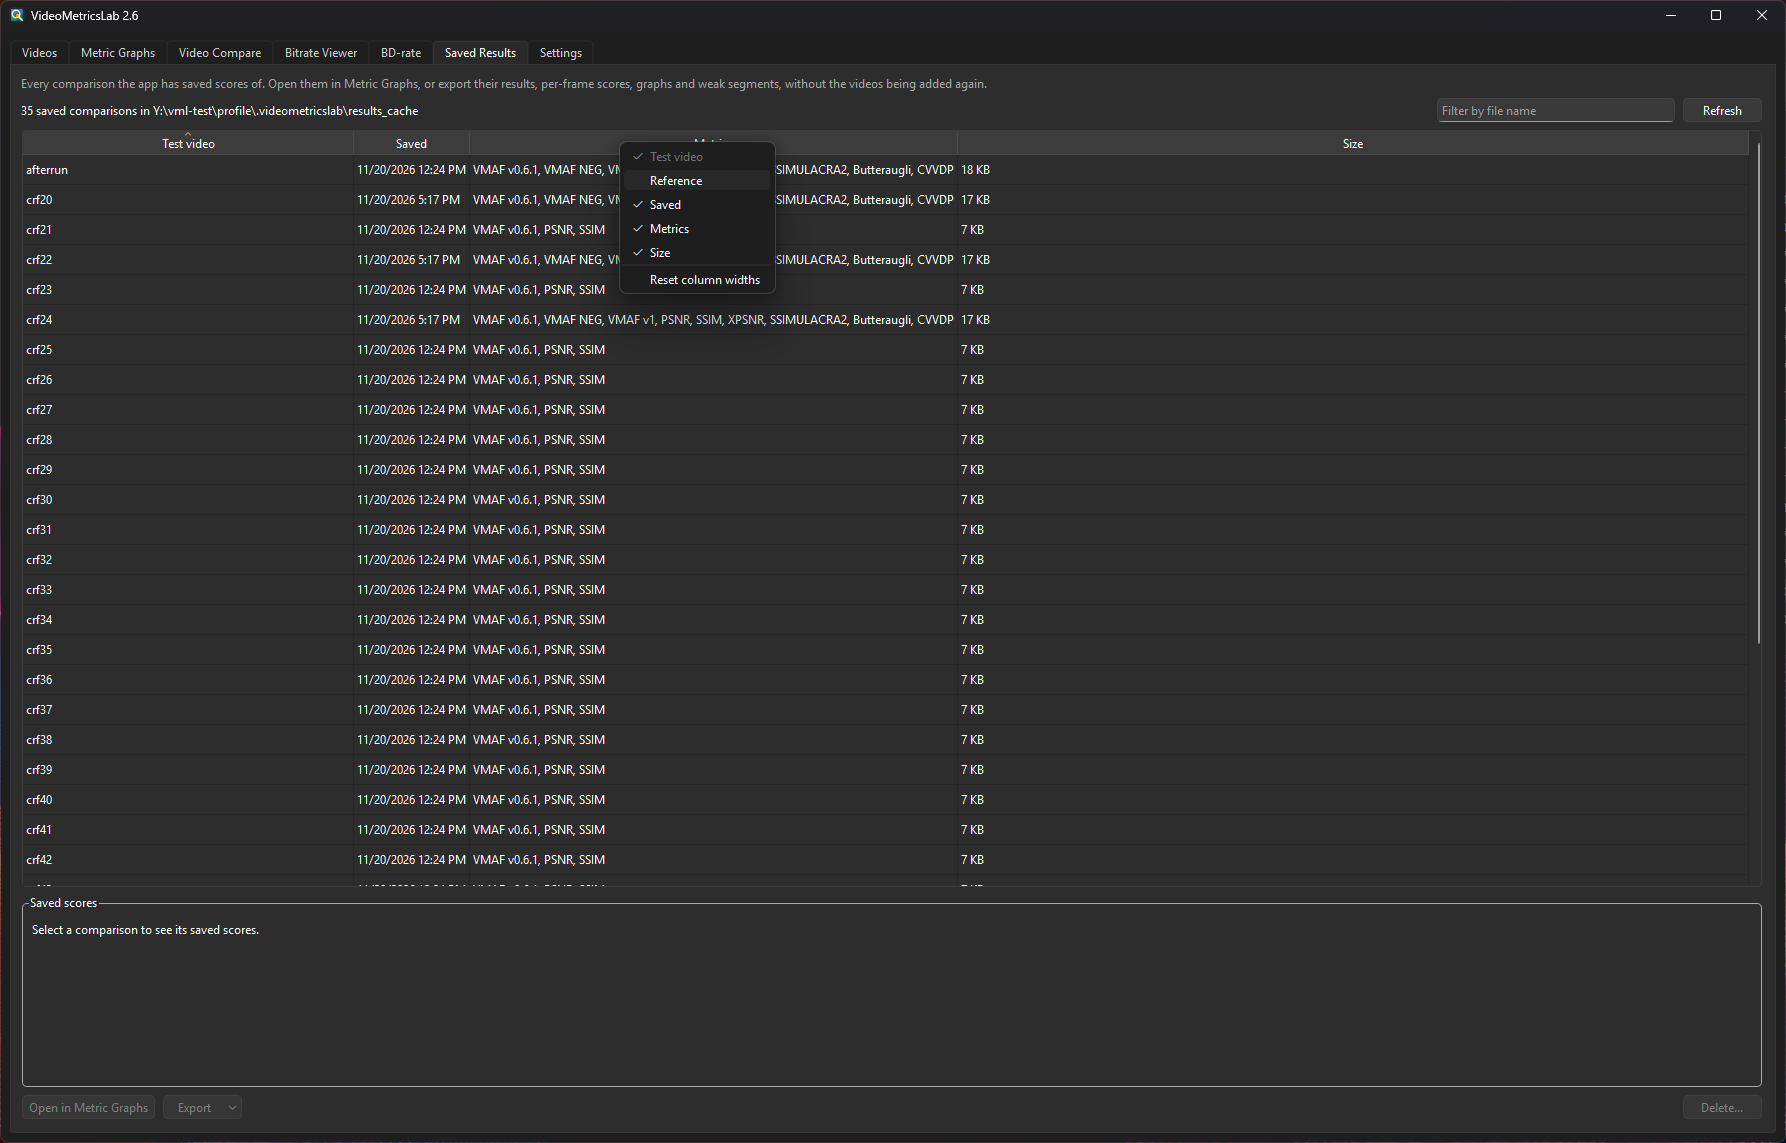 VideoMetricsLab 2.6
Videos Metric Graphs Video Compare Bitrate Viewer BD-rate Saved Results Settings
Every comparison the app has saved scores of. Open them in Metric Graphs, or export their results, per-frame scores, graphs and weak segments, without the videos being added again.
35 saved comparisons in Y:\vml-test\profile\.videometricslab\results_cache Filter by file name Refresh
Test video Saved Size
afterrun 11/20/2026 12:24 PM VMAF v0.6.1, VMAF NEG, SSIMULACRA2, Butteraugli, CVVDP 18 KB
crf20 11/20/2026 5:17 PM VMAF v0.6.1, VMAF NEG, SSIMULACRA2, Butteraugli, CVVDP 17 KB
crf21 11/20/2026 12:24 PM VMAF v0.6.1, PSNR, SSIM 7 KB
crf22 11/20/2026 5:17 PM VMAF v0.6.1, VMAF NEG, SSIMULACRA2, Butteraugli, CVVDP 17 KB
crf23 11/20/2026 12:24 PM VMAF v0.6.1, PSNR, SSIM 7 KB
crf24 11/20/2026 5:17 PM VMAF v0.6.1, VMAF NEG, VMAF v1, PSNR, SSIM, XPSNR, SSIMULACRA2, Butteraugli, CVVDP 17 KB
crf25 11/20/2026 12:24 PM VMAF v0.6.1, PSNR, SSIM 7 KB
crf26 11/20/2026 12:24 PM VMAF v0.6.1, PSNR, SSIM 7 KB
crf27 11/20/2026 12:24 PM VMAF v0.6.1, PSNR, SSIM 7 KB
crf28 11/20/2026 12:24 PM VMAF v0.6.1, PSNR, SSIM 7 KB
crf29 11/20/2026 12:24 PM VMAF v0.6.1, PSNR, SSIM 7 KB
crf30 11/20/2026 12:24 PM VMAF v0.6.1, PSNR, SSIM 7 KB
crf31 11/20/2026 12:24 PM VMAF v0.6.1, PSNR, SSIM 7 KB
crf32 11/20/2026 12:24 PM VMAF v0.6.1, PSNR, SSIM 7 KB
crf33 11/20/2026 12:24 PM VMAF v0.6.1, PSNR, SSIM 7 KB
crf34 11/20/2026 12:24 PM VMAF v0.6.1, PSNR, SSIM 7 KB
crf35 11/20/2026 12:24 PM VMAF v0.6.1, PSNR, SSIM 7 KB
crf36 11/20/2026 12:24 PM VMAF v0.6.1, PSNR, SSIM 7 KB
crf37 11/20/2026 12:24 PM VMAF v0.6.1, PSNR, SSIM 7 KB
crf38 11/20/2026 12:24 PM VMAF v0.6.1, PSNR, SSIM 7 KB
crf39 11/20/2026 12:24 PM VMAF v0.6.1, PSNR, SSIM 7 KB
crf40 11/20/2026 12:24 PM VMAF v0.6.1, PSNR, SSIM 7 KB
crf41 11/20/2026 12:24 PM VMAF v0.6.1, PSNR, SSIM 7 KB
crf42 11/20/2026 12:24 PM VMAF v0.6.1, PSNR, SSIM 7 KB
Test video
Reference
Saved
Metrics
Size
Reset column widths
Saved scores
Select a comparison to see its saved scores.
Open in Metric Graphs Export Delete...